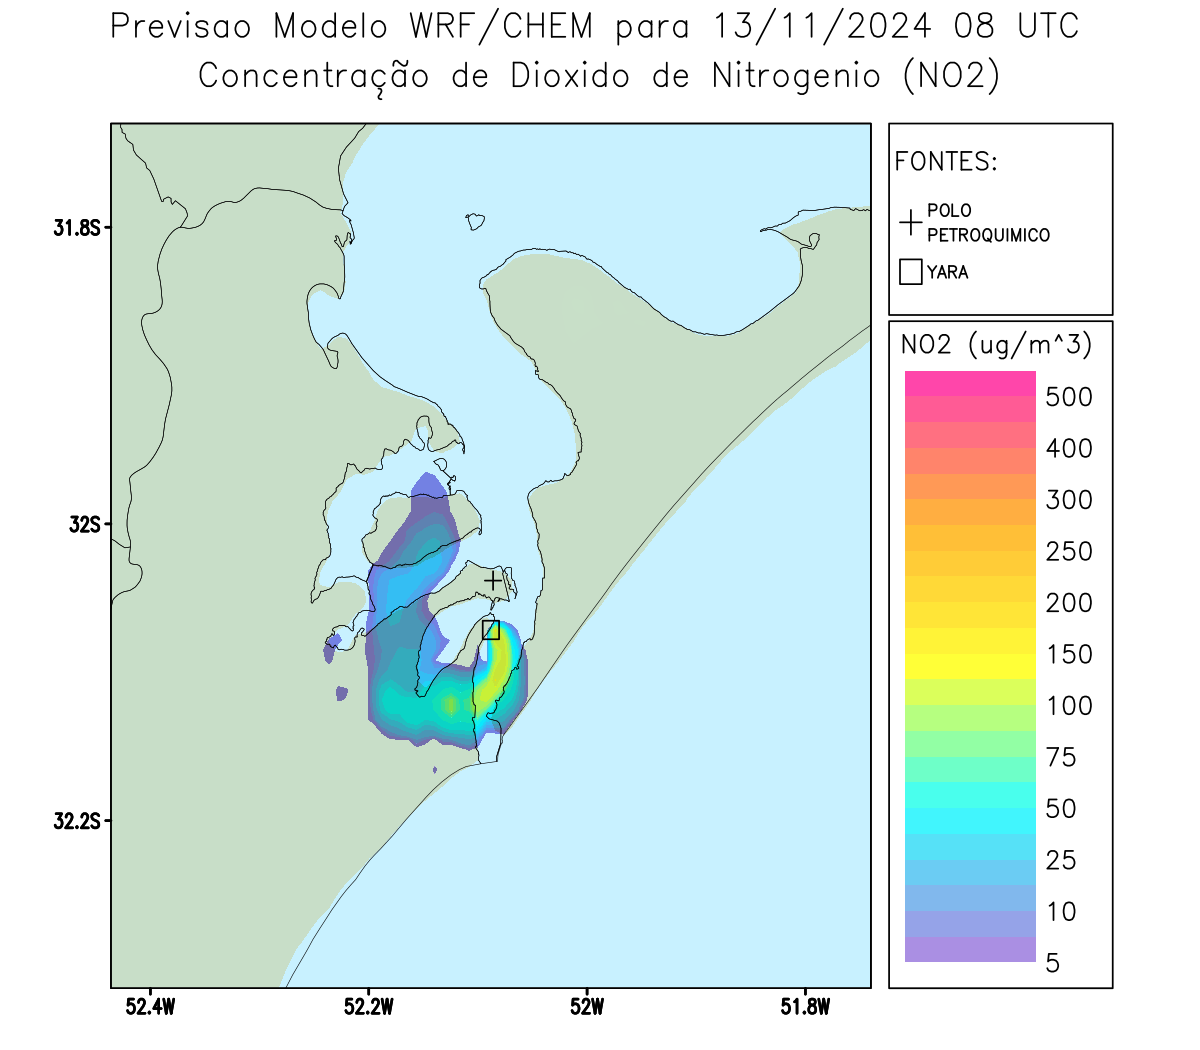 Previsao Modelo WRF/CHEM para 13/11/2024 08 UTC
Concentração de Dioxido de Nitrogenio (NO2)
FONTES:
POLO
PETROQUIMICO
YARA
NO2 (ug/m^3)
500
400
300
250
200
150
100
75
50
25
10
5
31.8S
32S
32.2S
52.4W
52.2W
52W
51.8W